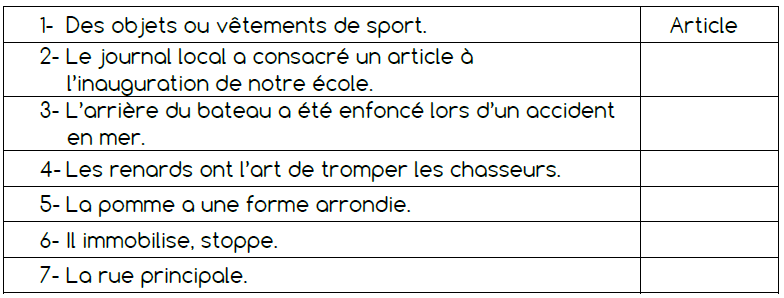 1- Des objets ou vêtements de sport. Article
2- Le journal local a consacré un article à
l'inauguration de notre école.
3- L'arrière du bateau a été enfoncé lors d'un accident
en mer.
4- Les renards ont l'art de tromper les chasseurs.
5- La pomme a une forme arrondie.
6- Il immobilise, stoppe.
7- La rue principale.